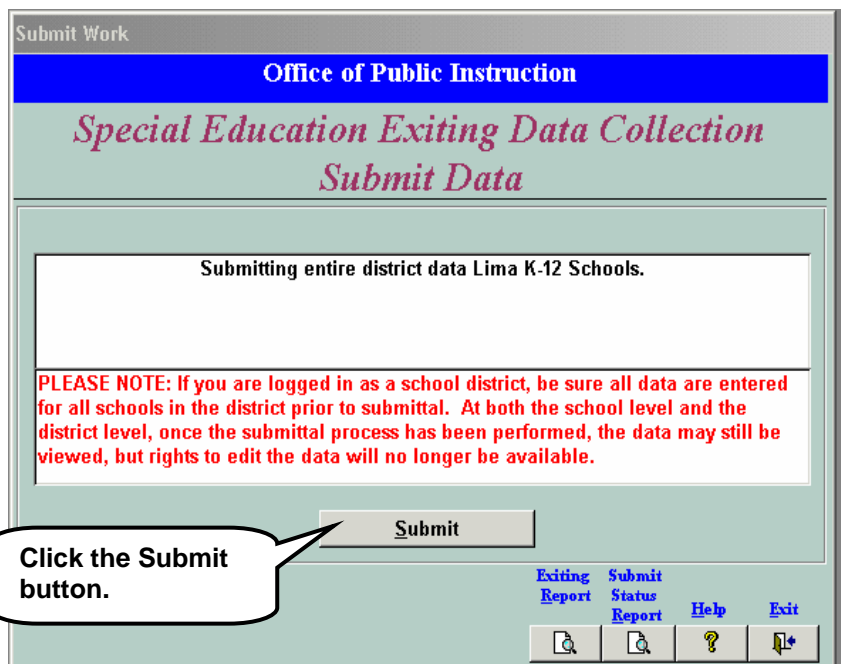 Submit Work
Office of Public Instruction
Special Education Exiting Data Collection
Submit Data
Submitting entire district data Lima K-12 Schools.
PLEASE NOTE: If you are logged in as a school district, be sure all data are entered
for all schools in the district prior to submittal.  At both the school level and the
district level, once the submittal process has been performed, the data may still be
viewed, but rights to edit the data will no longer be available.
Submit
Click the Submit
button.
Exiting
Report
Submit
Status
Report
Help
Exit